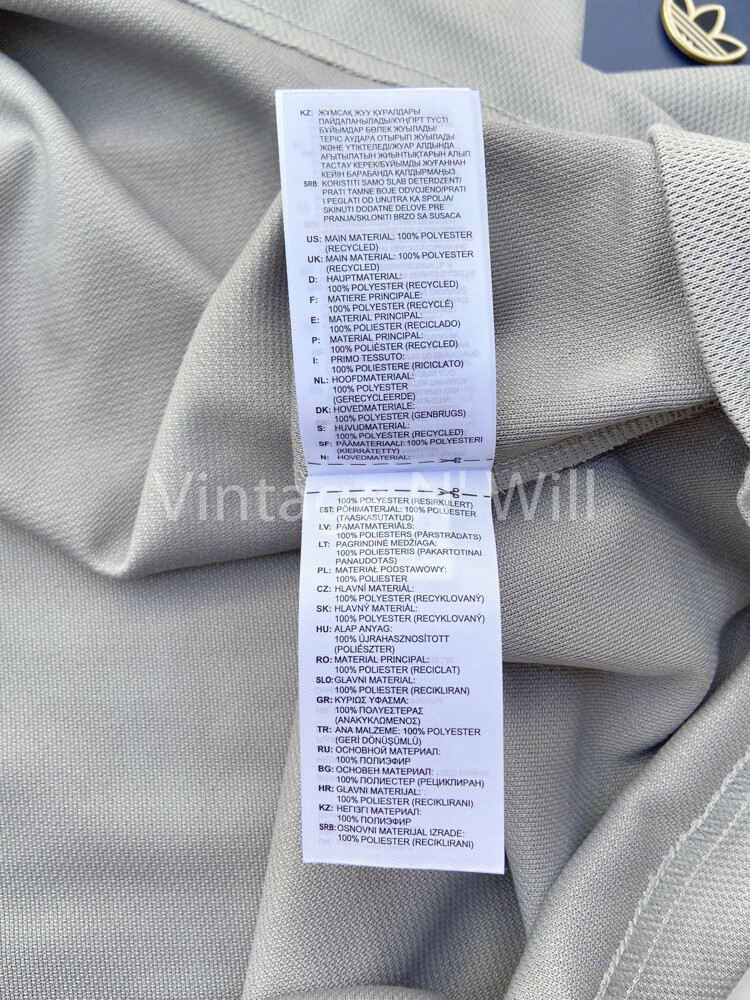 KZ: ЖҰМСАҚ ЖУУ ҚҰРАЛДАРЫ
ПАЙДАЛАНЫЛАДЫ/КҮҢГІРТ ТҮСТІ
БҰЙЫМДАР БӨЛЕК ЖУЫЛАДЫ/
ТЕРІС АУДАРА ОТЫРЫП ЖУЫЛАДЫ
ЖӘНЕ ҮТІКТЕЛЕДІ/ЖУАР АЛДЫНДА
АҒЫТЫЛАТЫН ЖИЫНТЫҚТАРЫН АЛЫП
ТАСТАУ КЕРЕК/БҰЙЫМДЫ ЖУҒАННАН
КЕЙІН БАРАБАНДА ҚАЛДЫРМАҢЫЗ
SRB: KORISTITI SAMO SLAB DETERDZENT/
PRATI TAMNE BOJE ODVOJENO/PRATI
I PEGLATI OD UNUTRA KA SPOLJA/
SKINUTI DODATNE DELOVE PRE
PRANJA/SKLONITI BRZO SA SUSACA
US: MAIN MATERIAL: 100% POLYESTER
(RECYCLED)
UK: MAIN MATERIAL: 100% POLYESTER
(RECYCLED)
D: HAUPTMATERIAL:
100% POLYESTER (RECYCLED)
F: MATIERE PRINCIPALE:
100% POLYESTER (RECYCLÉ)
E: MATERIAL PRINCIPAL:
100% POLIESTER (RECICLADO)
P: MATERIAL PRINCIPAL:
100% POLIÉSTER (RECYCLED)
I: PRIMO TESSUTO:
100% POLIESTERE (RICICLATO)
NL: HOOFDMATERIAAL:
100% POLYESTER
(GERECYCLEERDE)
DK: HOVEDMATERIALE:
100% POLYESTER (GENBRUGS)
S: HUVUDMATERIAL:
100% POLYESTER (RECYCLED)
SF: PÄÄMATERIAALI: 100% POLYESTERI
(KIERRÄTETTY)
N: HOVEDMATERIAL:
100% POLYESTER (RESIRKULERT)
EST: PÕHIMATERJAL: 100% POLÜESTER
(TAASKASUTATUD)
LV: PAMATMATERIĀLS:
100% POLIESTERS (PĀRSTRĀDĀTS)
LT: PAGRINDINĖ MEDŽIAGA:
100% POLIESTERIS (PAKARTOTINAI
PANAUDOTAS)
PL: MATERIAŁ PODSTAWOWY:
100% POLIESTER
CZ: HLAVNÍ MATERIÁL:
100% POLYESTER (RECYKLOVANÝ)
SK: HLAVNÝ MATERIÁL:
100% POLYESTER (RECYKLOVANÝ)
HU: ALAP ANYAG:
100% ÚJRAHASZNOSÍTOTT
(POLIÉSZTER)
RO: MATERIAL PRINCIPAL:
100% POLIESTER (RECICLAT)
SLO: GLAVNI MATERIAL:
100% POLIESTER (RECIKLIRAN)
GR: ΚΥΡΙΩΣ ΥΦΑΣΜΑ:
100% ΠΟΛΥΕΣΤΕΡΑΣ
(ΑΝΑΚΥΚΛΩΜΕΝΟΣ)
TR: ANA MALZEME: 100% POLYESTER
(GERİ DÖNÜŞÜMLÜ)
RU: ОСНОВНОЙ МАТЕРИАЛ:
100% ПОЛИЭФИР
BG: ОСНОВЕН МАТЕРИАЛ:
100% ПОЛИЕСТЕР (РЕЦИКЛИРАН)
HR: GLAVNI MATERIJAL:
100% POLIESTER (RECIKLIRANI)
KZ: НЕГІЗГІ МАТЕРИАЛ:
100% ПОЛИЭФИР
SRB: OSNOVNI MATERIJAL IZRADE:
100% POLIESTER (RECIKLIRANI)
Vintage N' Will